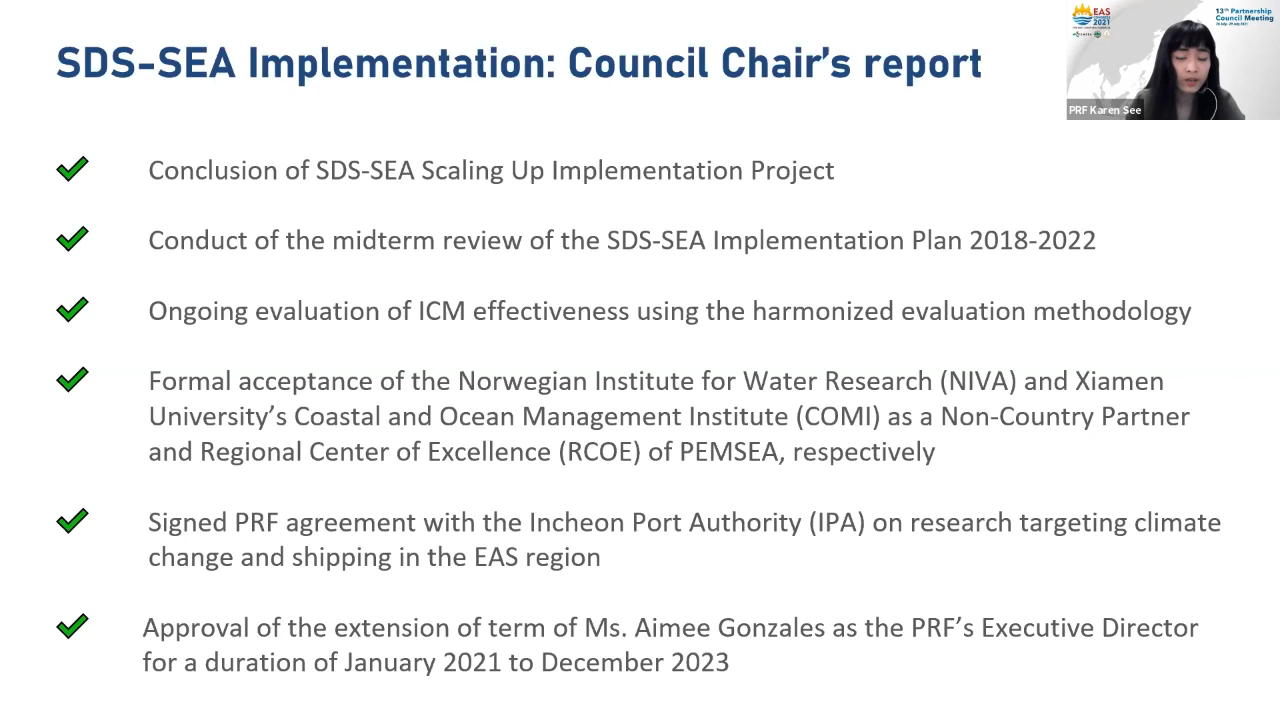 SDS-SEA Implementation: Council Chair's report
EAS
CONGRESS
2021
13th Partnership
Council Meeting
PRF Karen See
Conclusion of SDS-SEA Scaling Up Implementation Project
Conduct of the midterm review of the SDS-SEA Implementation Plan 2018-2022
Ongoing evaluation of ICM effectiveness using the harmonized evaluation methodology
Formal acceptance of the Norwegian Institute for Water Research (NIVA) and Xiamen
University’s Coastal and Ocean Management Institute (COMI) as a Non-Country Partner
and Regional Center of Excellence (RCOE) of PEMSEA, respectively
Signed PRF agreement with the Incheon Port Authority (IPA) on research targeting climate
change and shipping in the EAS region
Approval of the extension of term of Ms. Aimee Gonzales as the PRF’s Executive Director
for a duration of January 2021 to December 2023